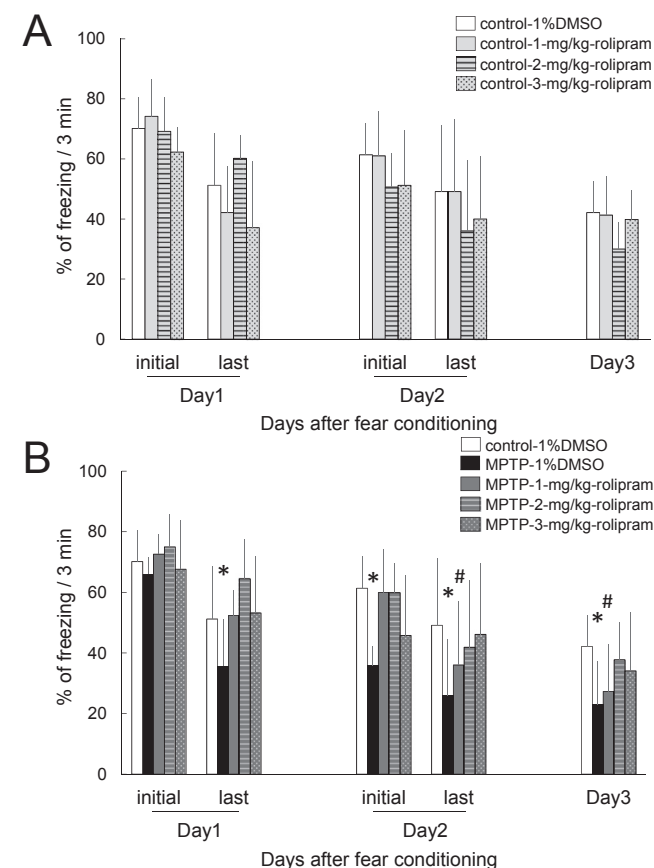 A
control-1%DMSO
control-1-mg/kg-rolipram
control-2-mg/kg-rolipram
control-3-mg/kg-rolipram
% of freezing / 3 min
100
80
60
40
20
0
initial last initial last Day3
Day1 Day2
Days after fear conditioning
B
control-1%DMSO
MPTP-1%DMSO
MPTP-1-mg/kg-rolipram
MPTP-2-mg/kg-rolipram
MPTP-3-mg/kg-rolipram
% of freezing / 3 min
100
80
60
40
20
0
* * * # * #
initial last initial last Day3
Day1 Day2
Days after fear conditioning